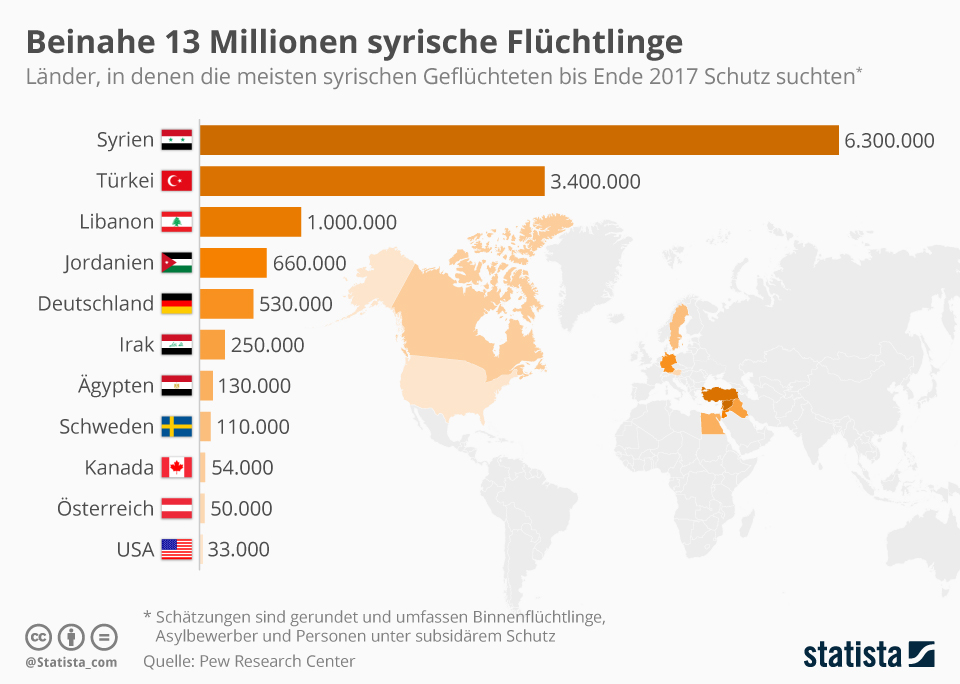 Beinahe 13 Millionen syrische Flüchtlinge
Länder, in denen die meisten syrischen Geflüchteten bis Ende 2017 Schutz suchten*
Syrien 6.300.000
Türkei 3.400.000
Libanon 1.000.000
Jordanien 660.000
Deutschland 530.000
Irak 250.000
Ägypten 130.000
Schweden 110.000
Kanada 54.000
Österreich 50.000
USA 33.000
* Schätzungen sind gerundet und umfassen Binnenflüchtlinge,
Asylbewerber und Personen unter subsidärem Schutz
cc
@Statista_com
Quelle: Pew Research Center
statista